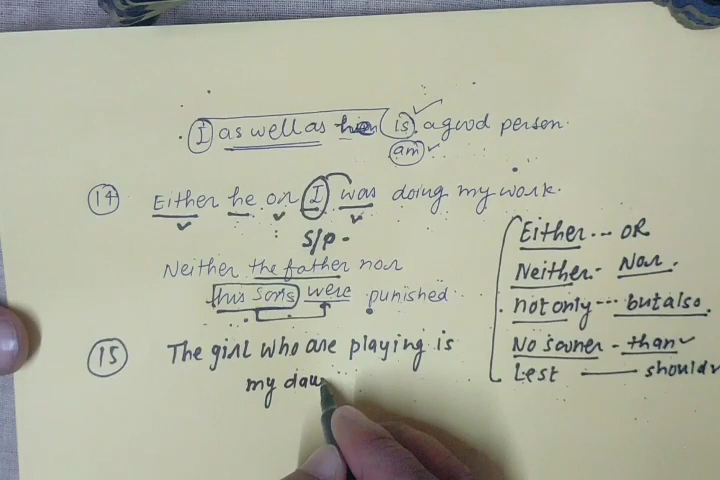 I as well as he is a good person.
am
14 Either he or I was doing my work.
S/P.
Neither the father nor
his sons were punished
15 The girl who are playing is
my dau
Either ... OR
Neither - Nor.
not only ... but also.
No sooner - than
Lest — should